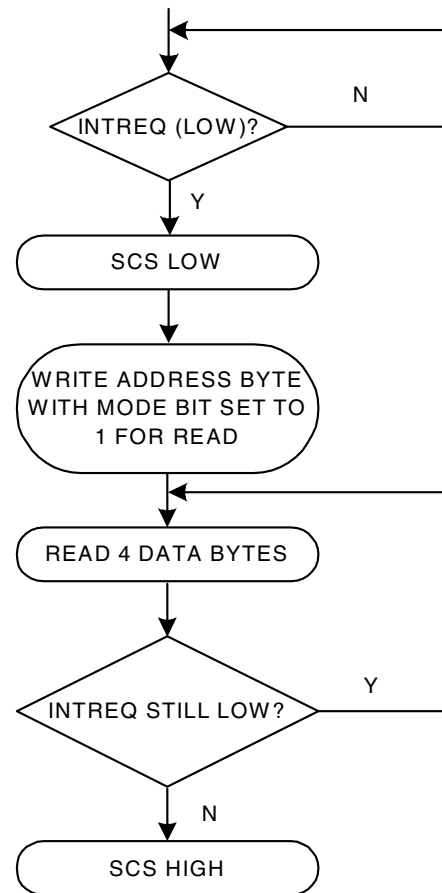 N
INTREQ (LOW)?
Y
SCS LOW
WRITE ADDRESS BYTE
WITH MODE BIT SET TO
1 FOR READ
READ 4 DATA BYTES
Y
INTREQ STILL LOW?
N
SCS HIGH